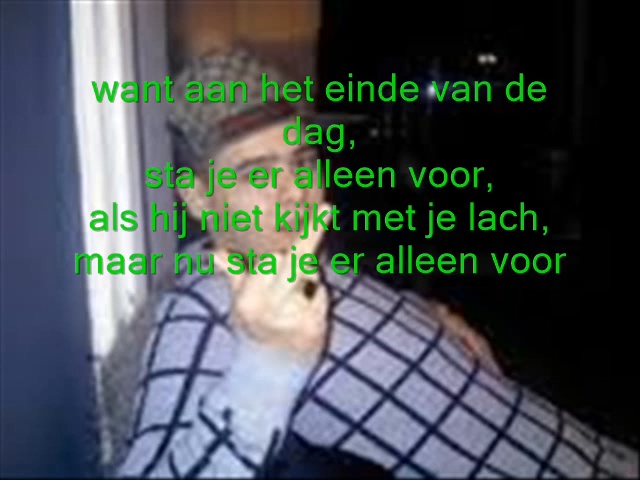 want aan het einde van de
dag,
sta je er alleen voor,
als hij niet kijkt met je lach,
maar nu sta je er alleen voor